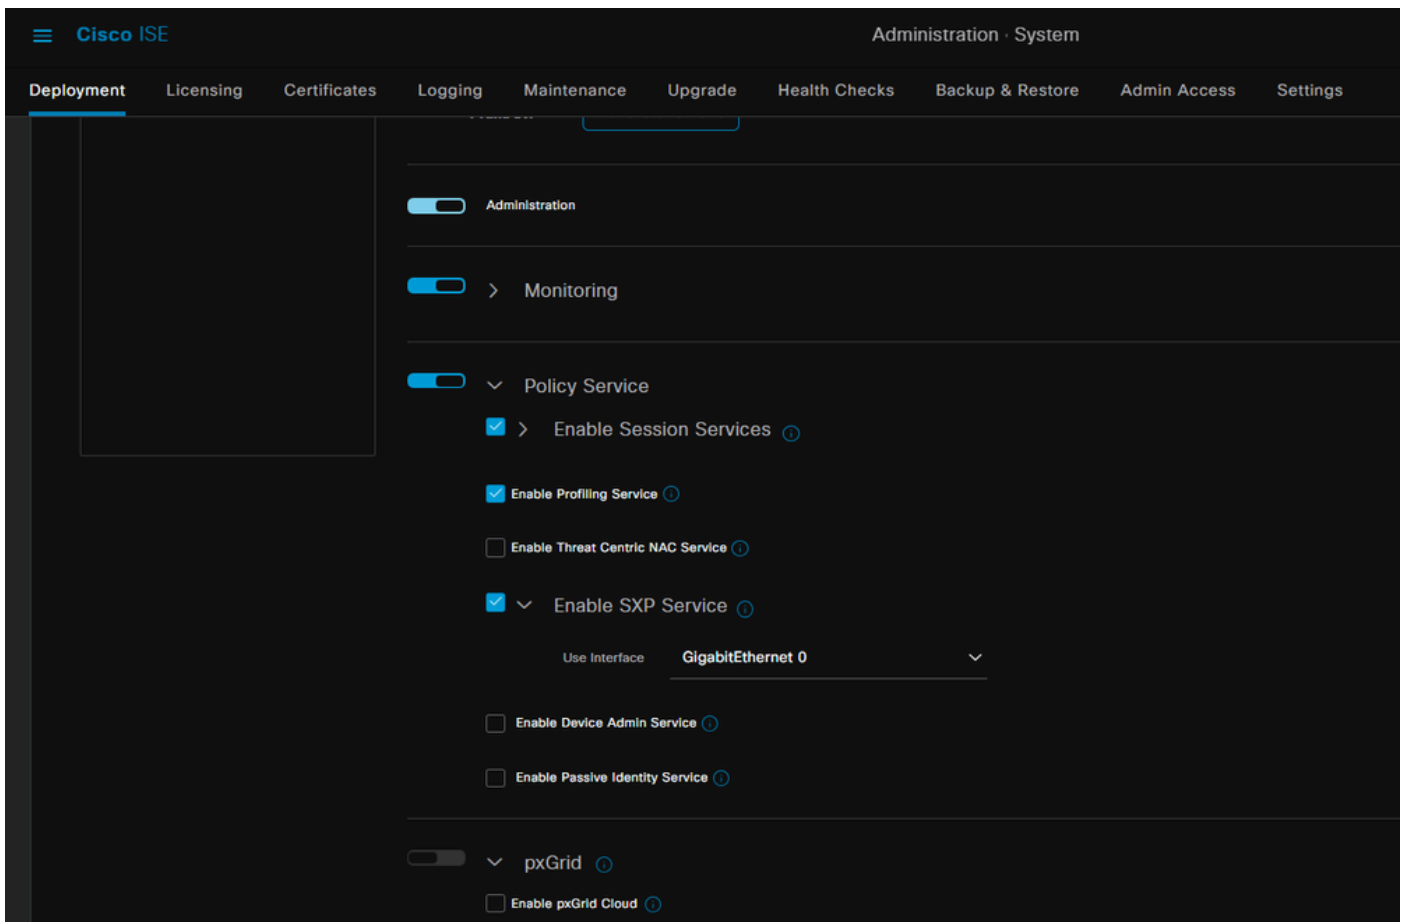 Cisco ISE
Administration · System
Deployment Licensing Certificates Logging Maintenance Upgrade Health Checks Backup & Restore Admin Access Settings
Administration
Monitoring
Policy Service
Enable Session Services
Enable Profiling Service
Enable Threat Centric NAC Service
Enable SXP Service
Use Interface GigabitEthernet 0
Enable Device Admin Service
Enable Passive Identity Service
pxGrid
Enable pxGrid Cloud